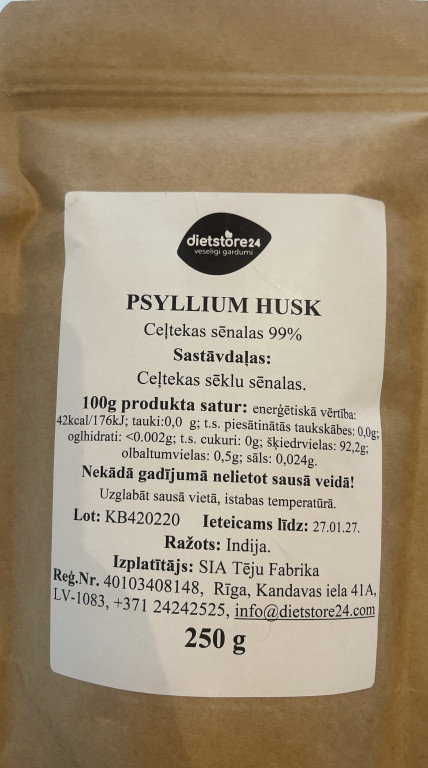 dietstore24
veselīgi gardumi
PSYLLIUM HUSK
Ceļtekas sēnalas 99%
Sastāvdaļas:
Ceļtekas sēklu sēnalas.
100g produkta satur: enerģētiskā vērtība:
42kcal/176kJ; tauki:0,0 g; t.s. piesātinātās taukskābes: 0,0g;
ogļhidrati: <0.002g; t.s. cukuri: 0g; šķiedrvielas: 92,2g;
olbaltumvielas: 0,5g; sāls: 0,024g.
Nekādā gadījumā nelietot sausā veidā!
Uzglabāt sausā vietā, istabas temperatūrā.
Lot: KB420220 Ieteicams līdz: 27.01.27.
Ražots: Indija.
Izplatītājs: SIA Tēju Fabrika
Reģ.Nr. 40103408148, Rīga, Kandavas iela 41A,
LV-1083, +371 24242525, info@dietstore24.com
250 g